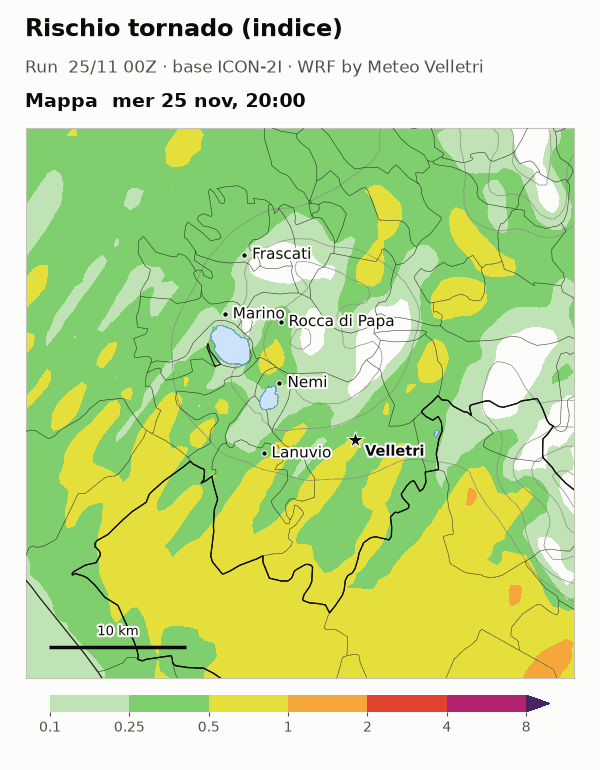 Rischio tornado (indice)
Run 25/11 00Z · base ICON-2I · WRF by Meteo Velletri
Mappa mer 25 nov, 20:00
Frascati
Marino
Rocca di Papa
Nemi
Velletri
Lanuvio
10 km
0.1 0.25 0.5 1 2 4 8